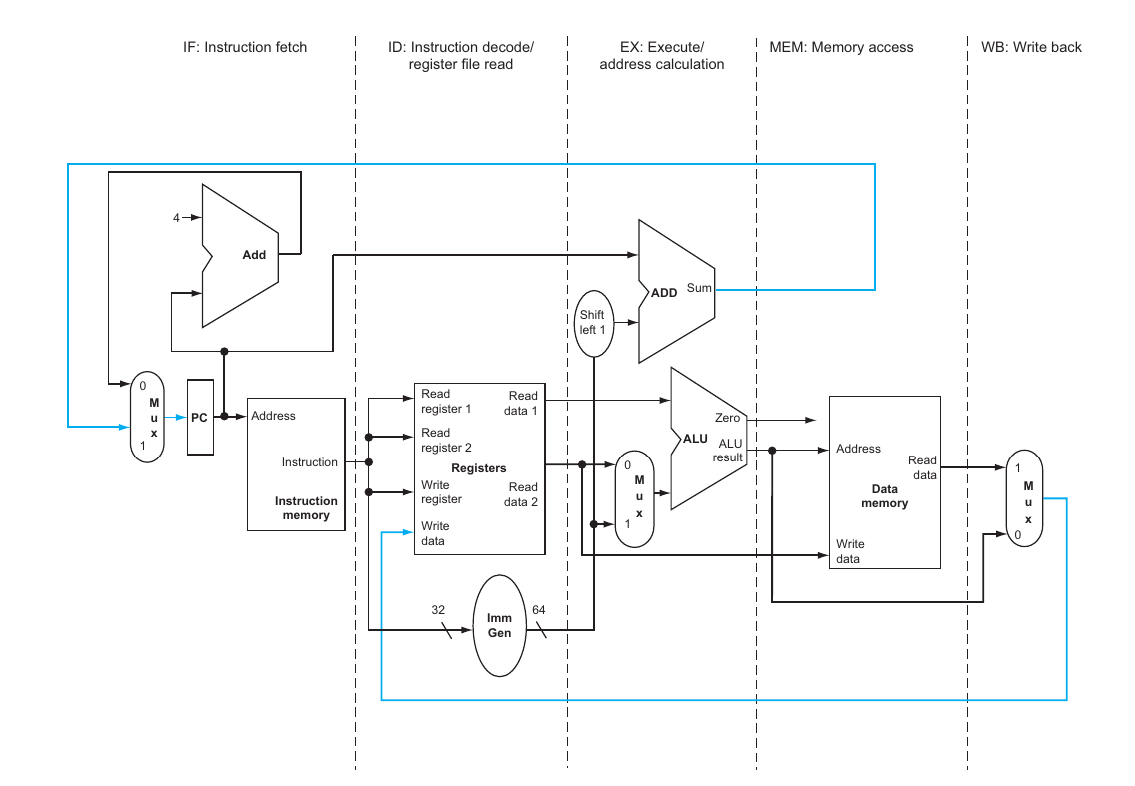 IF: Instruction fetch
ID: Instruction decode/
register file read
EX: Execute/
address calculation
MEM: Memory access
WB: Write back
4
Add
ADD
Sum
Shift
left 1
0
M
u
x
1
PC
Address
Instruction
Instruction
memory
Read
register 1
Read
register 2
Write
register
Write
data
Registers
Read
data 1
Read
data 2
32
Imm
Gen
64
0
M
u
x
1
Zero
ALU
ALU
result
Address
Read
data
Data
memory
Write
data
1
M
u
x
0